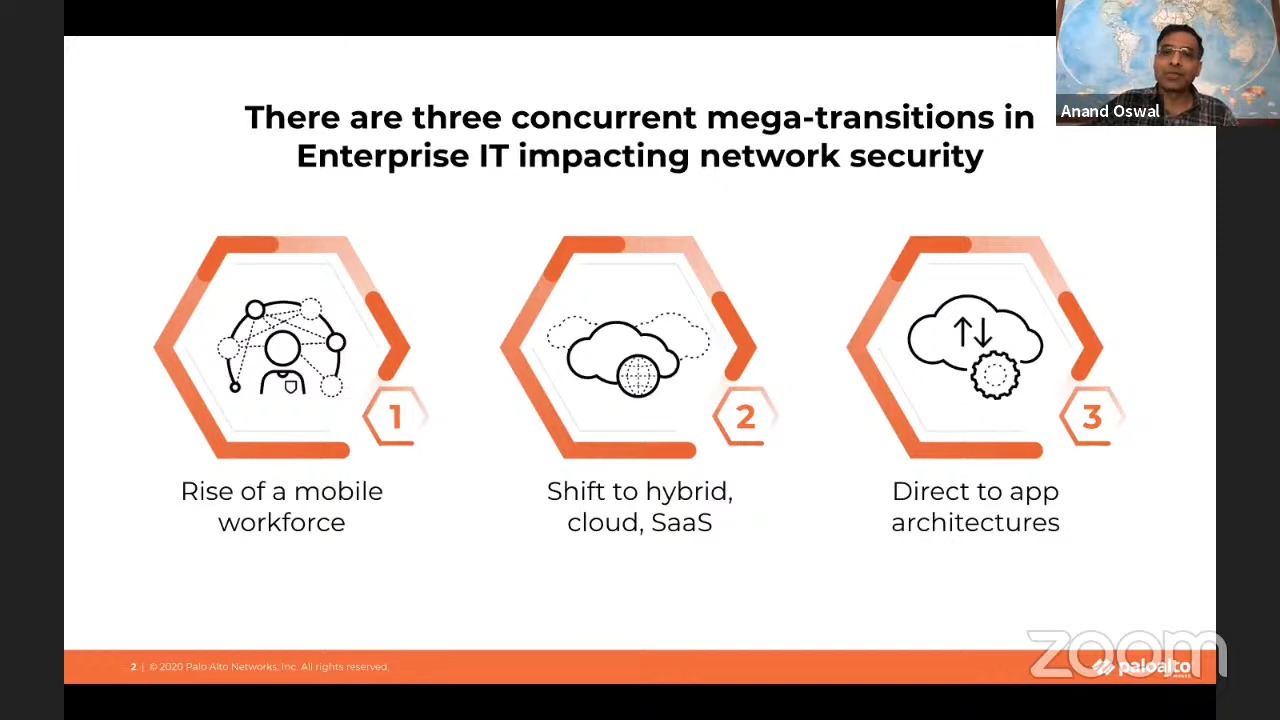 There are three concurrent mega-transitions in
Enterprise IT impacting network security
Anand Oswal
1
2
3
Rise of a mobile
workforce
Shift to hybrid,
cloud, SaaS
Direct to app
architectures
2 | © 2020 Palo Alto Networks, Inc. All rights reserved.
zoom
paloalto